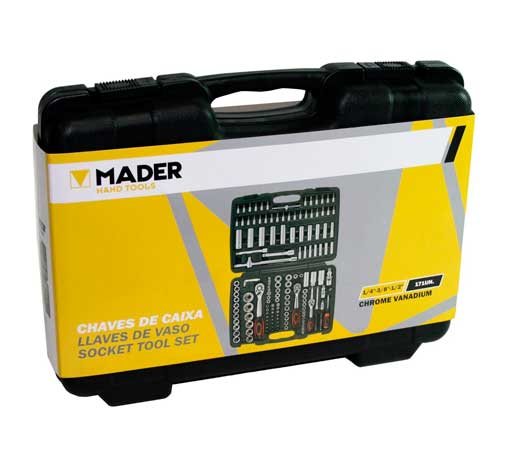 MADER
HAND TOOLS
1/4"-3/8"-1/2"
171UN.
CHROME VANADIUM
CHAVES DE CAIXA
LLAVES DE VASO
SOCKET TOOL SET